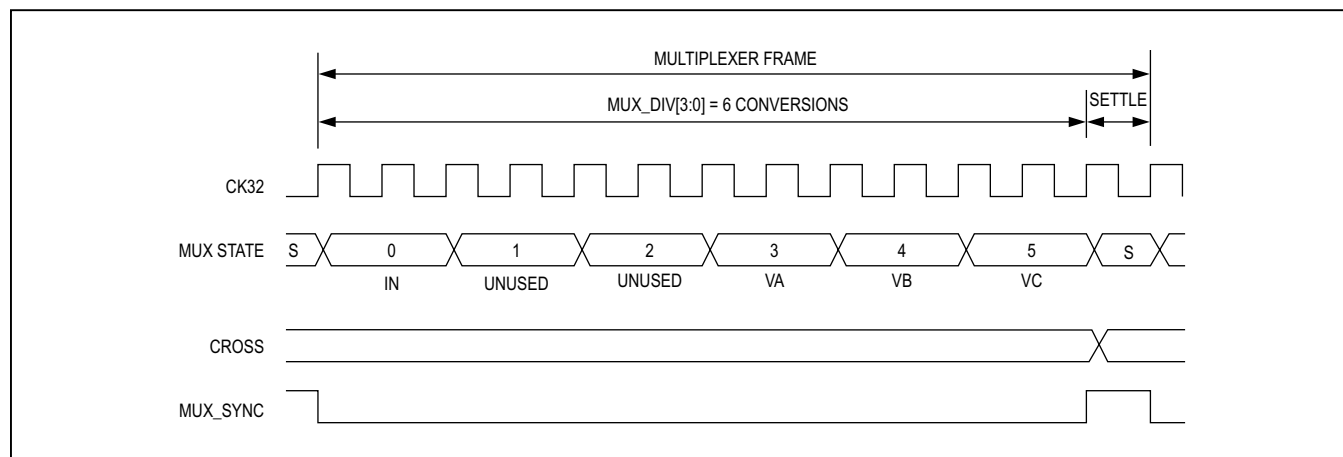 MULTIPLEXER FRAME
MUX_DIV[3:0] = 6 CONVERSIONS
SETTLE
CK32
MUX STATE
S 0 1 2 3 4 5 S
IN UNUSED UNUSED VA VB VC
CROSS
MUX_SYNC